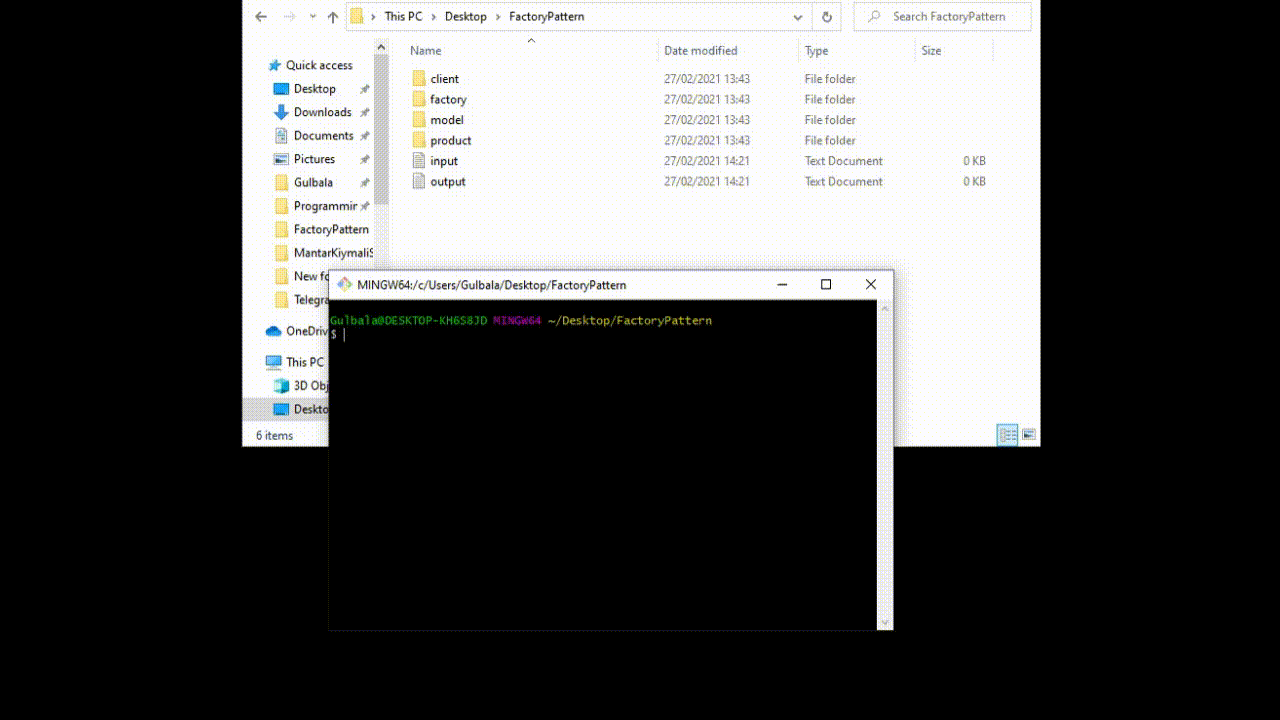 This PC > Desktop > FactoryPattern
Search FactoryPattern
Name Date modified Type Size
Quick access
Desktop
Downloads
Documents
Pictures
Gulbala
Programmir
FactoryPattern
MantarKiymaliS
New fo
Telegra
OneDriv
This PC
3D Obj
Deskto
6 items
client 27/02/2021 13:43 File folder
factory 27/02/2021 13:43 File folder
model 27/02/2021 13:43 File folder
product 27/02/2021 13:43 File folder
input 27/02/2021 14:21 Text Document 0 KB
output 27/02/2021 14:21 Text Document 0 KB
MINGW64:/c/Users/Gulbala/Desktop/FactoryPattern
Gulbala@DESKTOP-KH6S8JD MINGW64 ~/Desktop/FactoryPattern
$